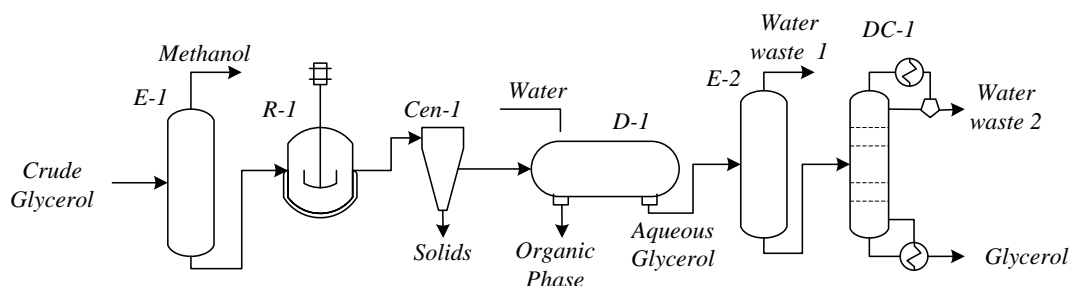 Crude
Glycerol
E-1
Methanol
R-1
Cen-1
Solids
Water
D-1
Organic
Phase
Aqueous
Glycerol
E-2
Water
waste 1
DC-1
Water
waste 2
Glycerol